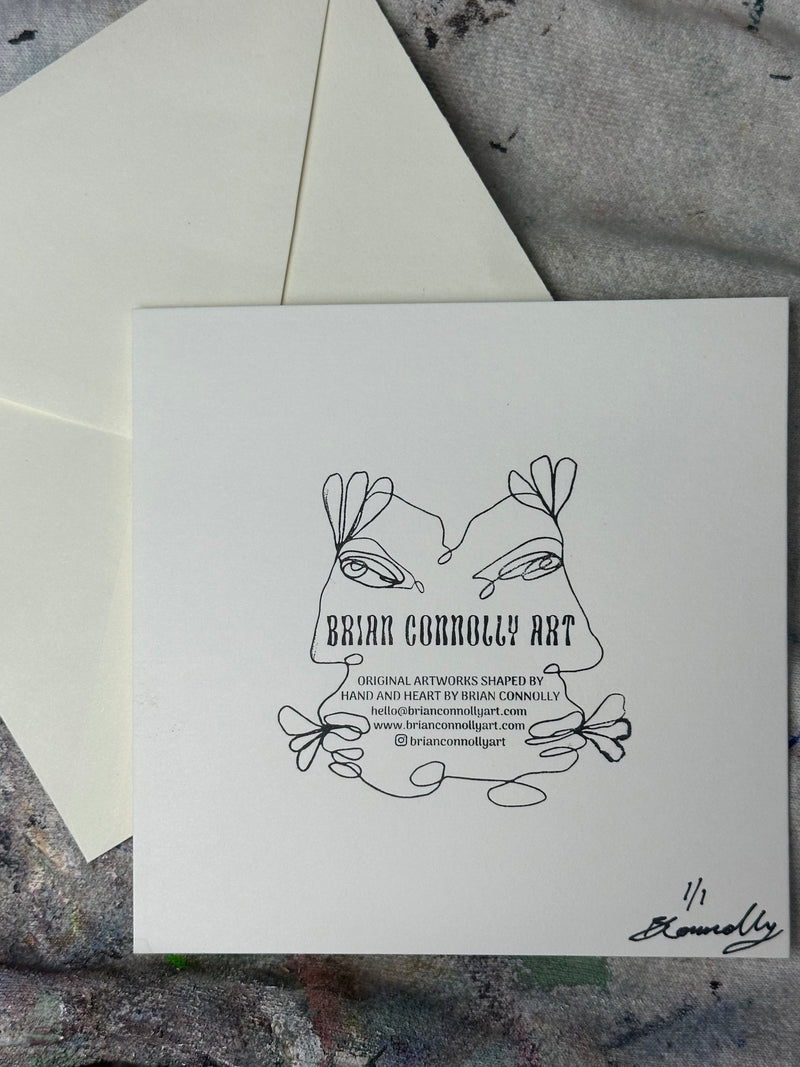 BRIAN CONNOLLY ART
ORIGINAL ARTWORKS SHAPED BY
HAND AND HEART BY BRIAN CONNOLLY
hello@brianconnollyart.com
www.brianconnollyart.com
brianconnollyart
1/1
BConnolly